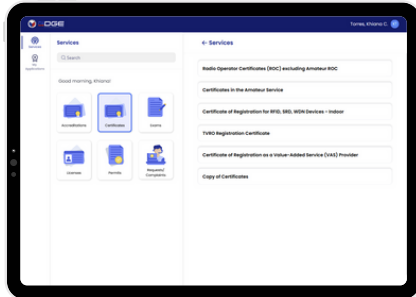 EDGE
Torres, Khiana C.
Services
My Applications
Services
Search
Good morning, Khiana!
Accreditations
Certificates
Exams
Licenses
Permits
Requests/
Complaints
← Services
Radio Operator Certificates (ROC) excluding Amateur ROC
Certificates in the Amateur Service
Certificate of Registration for RFID, SRD, WDN Devices - Indoor
TVRO Registration Certificate
Certificate of Registration as a Value-Added Service (VAS) Provider
Copy of Certificates